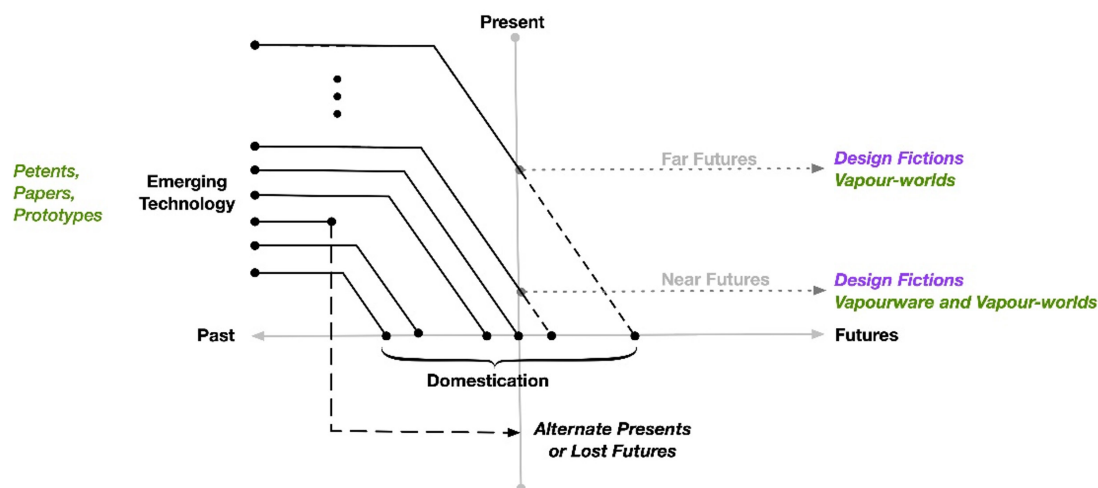 Present
Petents,
Papers,
Prototypes
Emerging
Technology
Far Futures
Design Fictions
Vapour-worlds
Near Futures
Design Fictions
Vapourware and Vapour-worlds
Past
Futures
Domestication
Alternate Presents
or Lost Futures